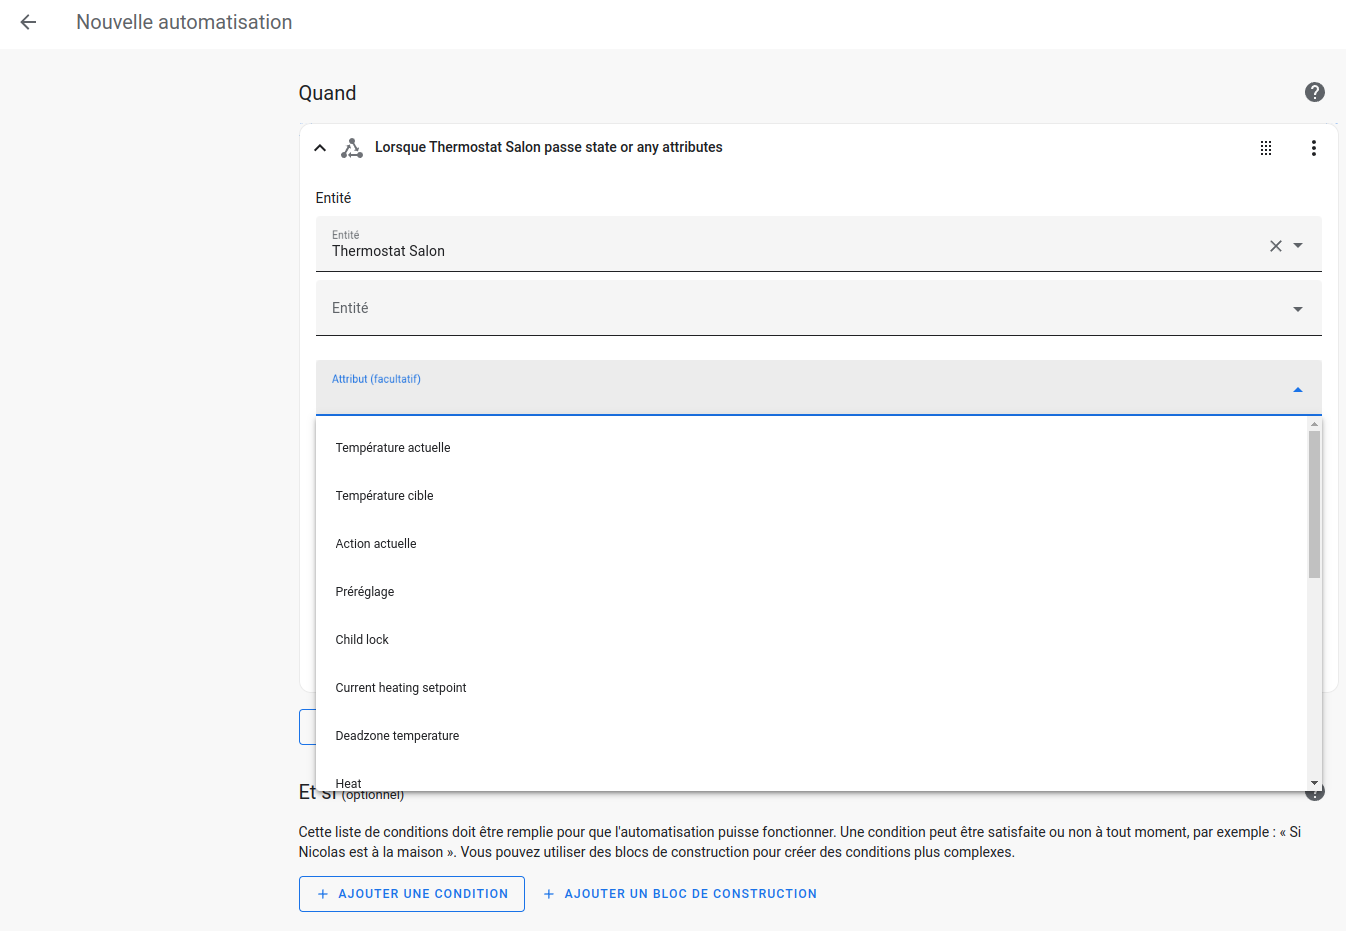 Nouvelle automatisation
Quand
Lorsque Thermostat Salon passe state or any attributes
Entité
Entité
Thermostat Salon
Entité
Attribut (facultatif)
Température actuelle
Température cible
Action actuelle
Préréglage
Child lock
Current heating setpoint
Deadzone temperature
Heat
Et si (optionnel)
Cette liste de conditions doit être remplie pour que l'automatisation puisse fonctionner. Une condition peut être satisfaite ou non à tout moment, par exemple : « Si
Nicolas est à la maison ». Vous pouvez utiliser des blocs de construction pour créer des conditions plus complexes.
+ AJOUTER UNE CONDITION + AJOUTER UN BLOC DE CONSTRUCTION